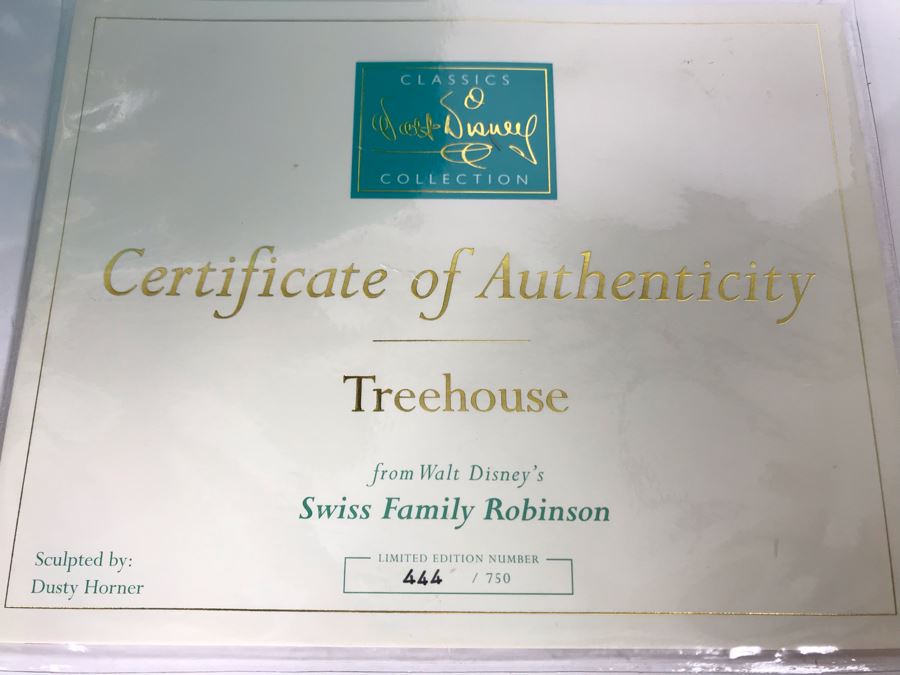 CLASSICS
Walt Disney
COLLECTION
Certificate of Authenticity
Treehouse
from Walt Disney's
Swiss Family Robinson
Sculpted by:
Dusty Horner
LIMITED EDITION NUMBER
444 / 750